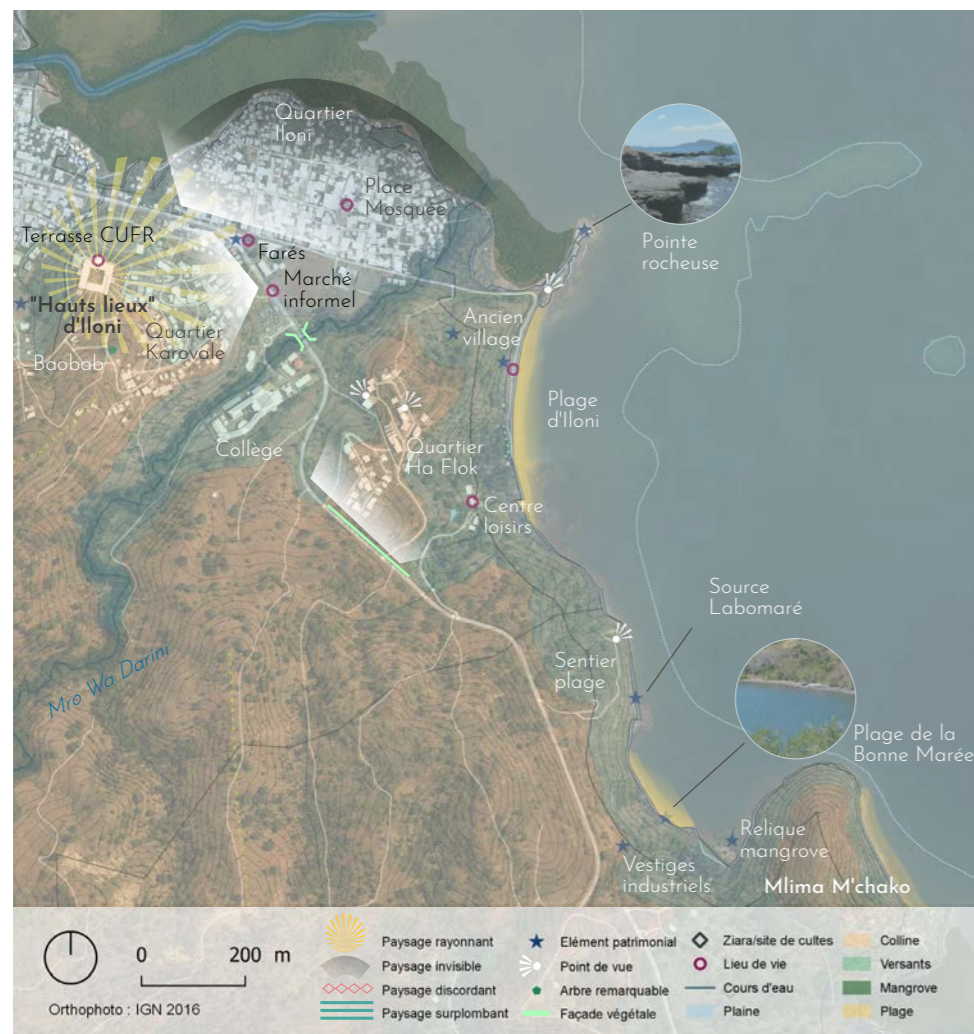 Quartier
Iloni
Place
Mosquée
Pointe
rocheuse
Terrasse CUFR
Farés
Marché
informel
"Hauts lieux"
d'Iloni
Quartier
Karovale
Baobab
Ancien
village
Plage
d'Iloni
Collège
Quartier
Ha Flok
Centre
loisirs
Source
Labomaré
Sentier
plage
Mro Wa Darini
Plage de la
Bonne Marée
Relique
mangrove
Vestiges
industriels
Mlima M'chako
0 200 m
Orthophoto : IGN 2016
Paysage rayonnant
Paysage invisible
Paysage discordant
Paysage surplombant
Elément patrimonial
Point de vue
Arbre remarquable
Façade végétale
Ziara/site de cultes
Lieu de vie
Cours d'eau
Plaine
Colline
Versants
Mangrove
Plage